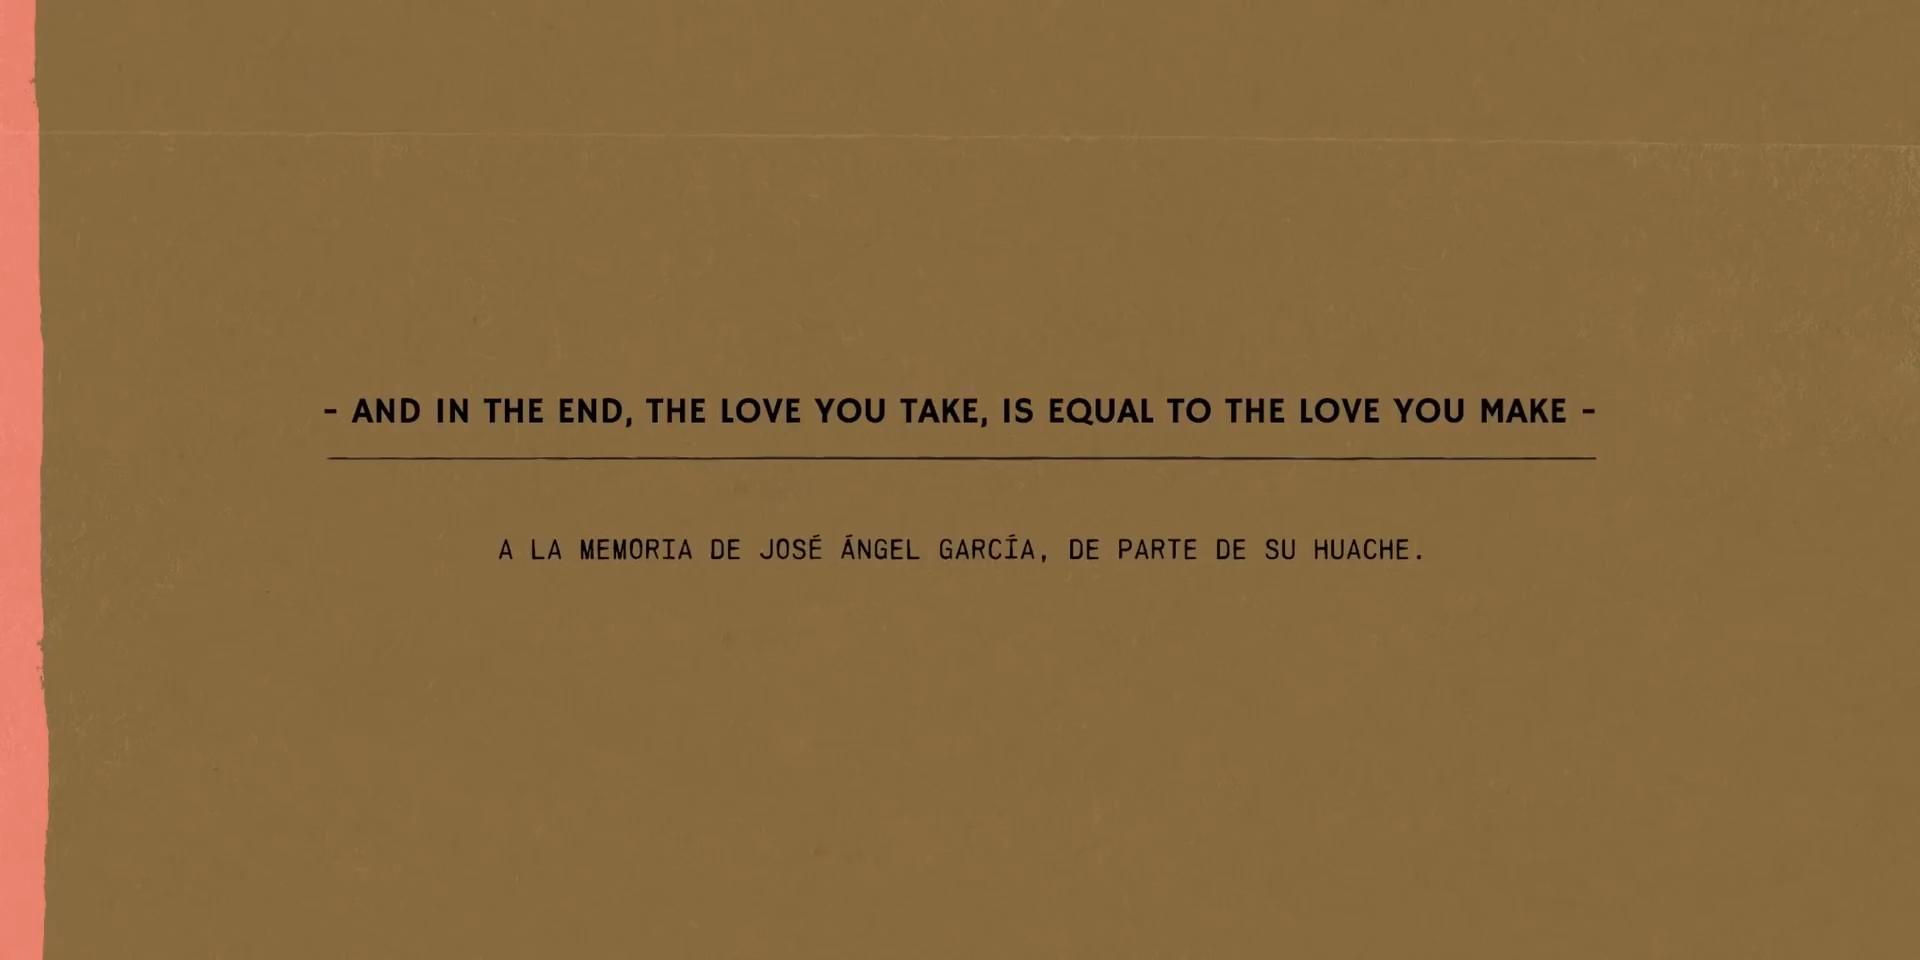 - AND IN THE END, THE LOVE YOU TAKE, IS EQUAL TO THE LOVE YOU MAKE -
A LA MEMORIA DE JOSÉ ÁNGEL GARCÍA, DE PARTE DE SU HUACHE.